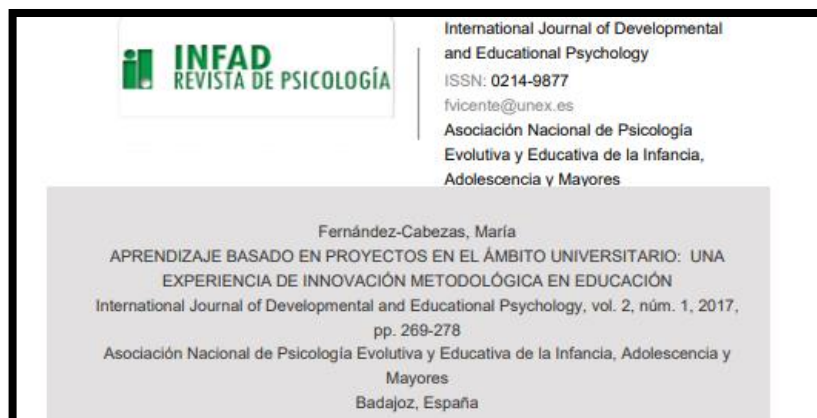 INFAD
REVISTA DE PSICOLOGÍA
International Journal of Developmental
and Educational Psychology
ISSN: 0214-9877
fvicente@unex.es
Asociación Nacional de Psicología
Evolutiva y Educativa de la Infancia,
Adolescencia y Mayores
Fernández-Cabezas, María
APRENDIZAJE BASADO EN PROYECTOS EN EL ÁMBITO UNIVERSITARIO: UNA
EXPERIENCIA DE INNOVACIÓN METODOLÓGICA EN EDUCACIÓN
International Journal of Developmental and Educational Psychology, vol. 2, núm. 1, 2017,
pp. 269-278
Asociación Nacional de Psicología Evolutiva y Educativa de la Infancia, Adolescencia y
Mayores
Badajoz, España